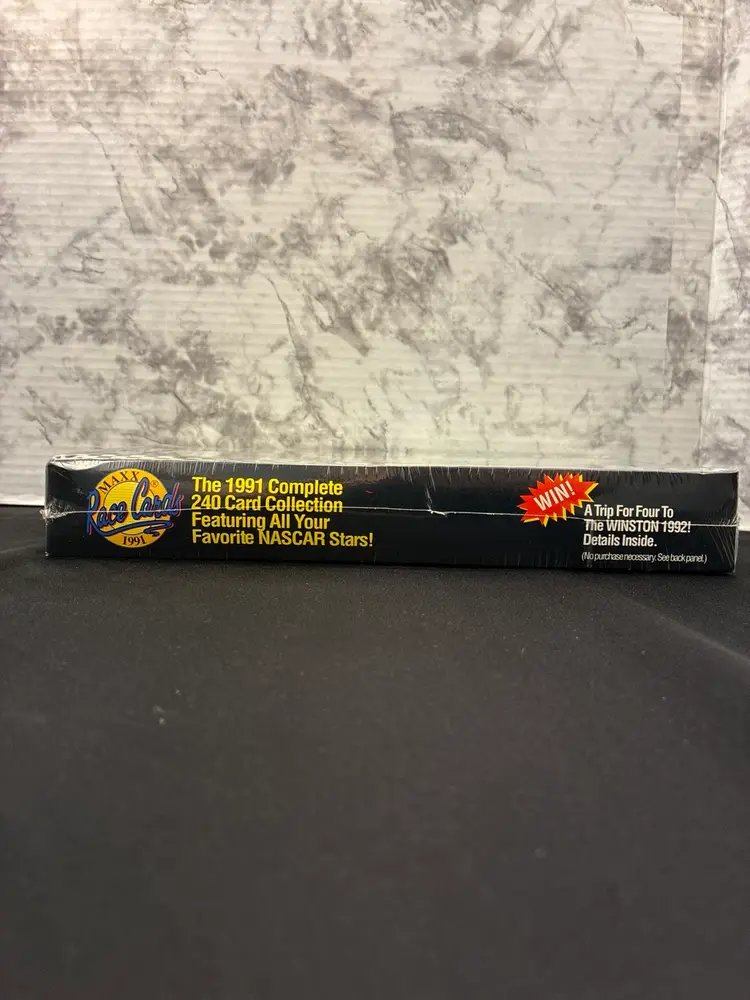 MAXX ®
Race Cards
1991
The 1991 Complete
240 Card Collection
Featuring All Your
Favorite NASCAR Stars!
WIN!
A Trip For Four To
The WINSTON 1992!
Details Inside.
(No purchase necessary. See back panel.)